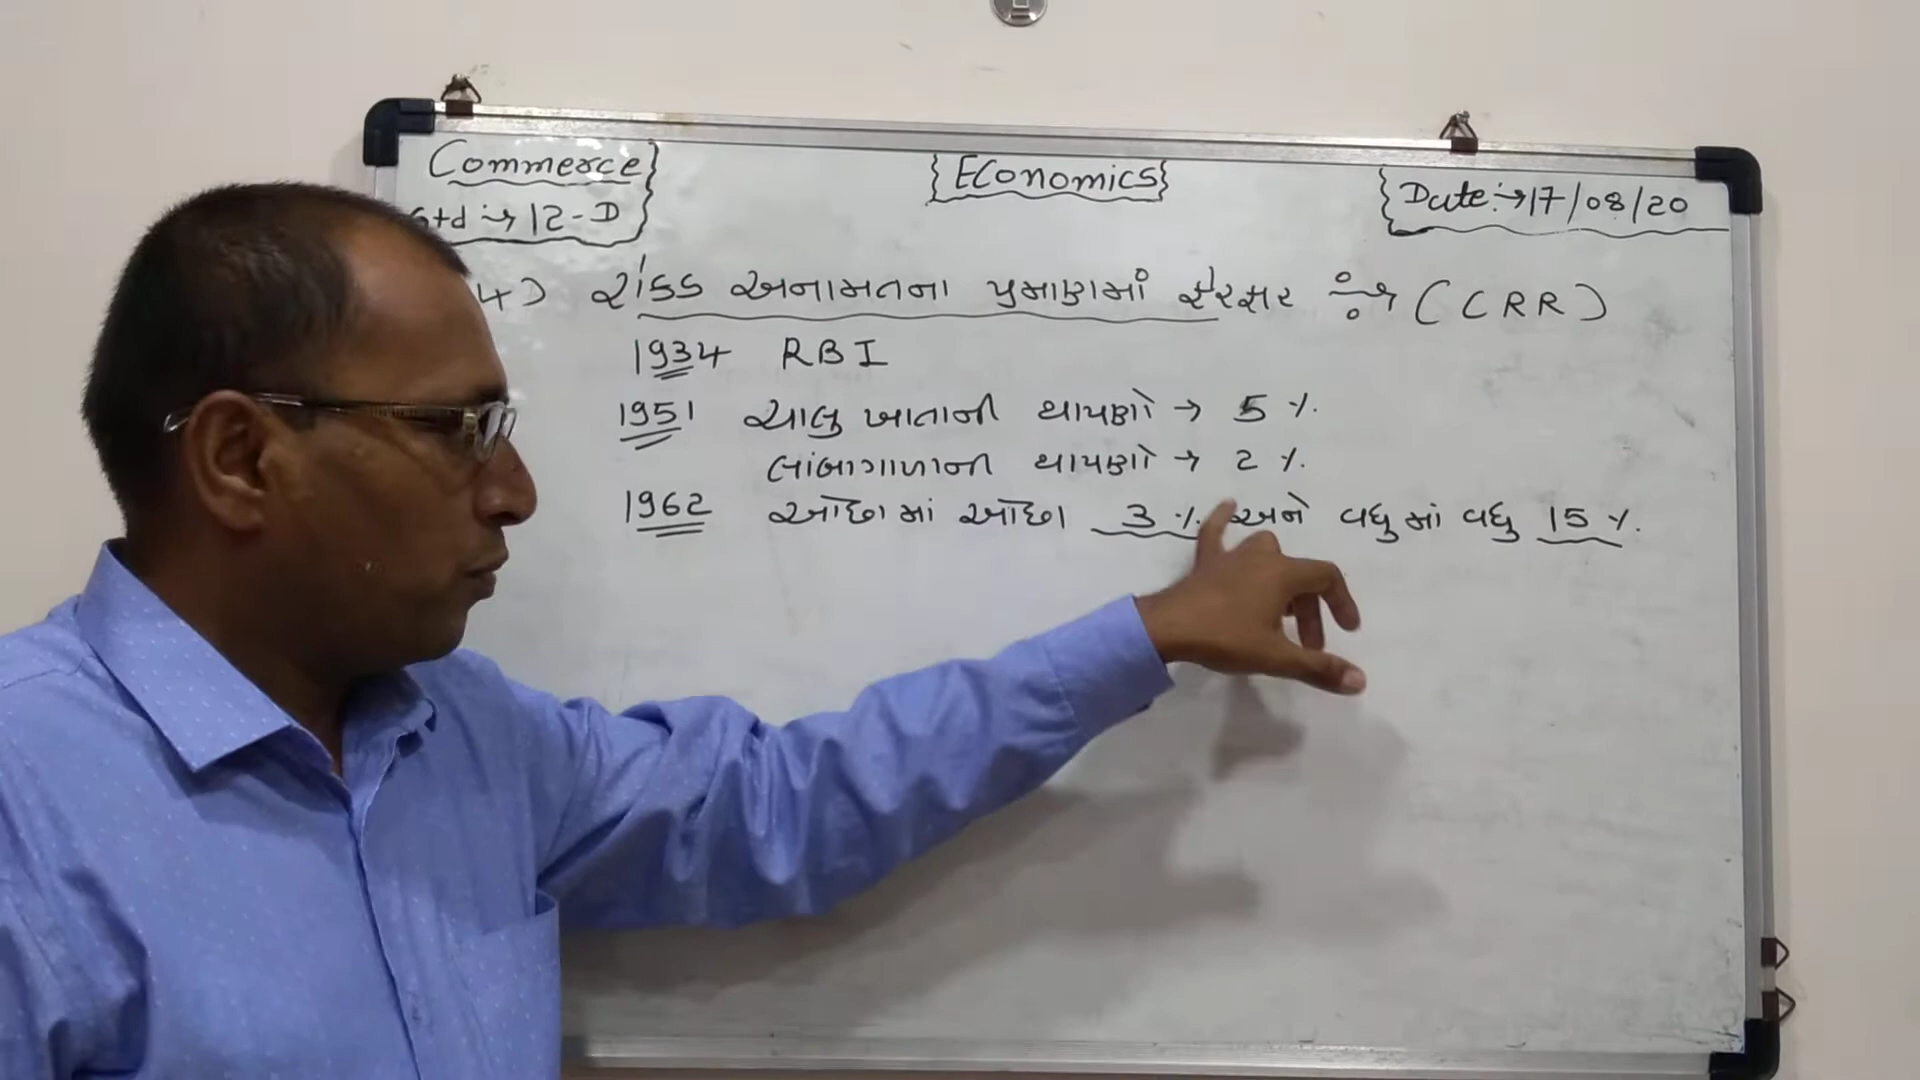 Commerce
Economics
Date:→17/08/20
Std :→ 12-D
4) રોકડ અનામતના પ્રમાણમાં ફેરફાર (CRR)
1934 RBI
1951 ચાલુ ખાતાની થાપણો → 5 %.
લાંબાગાળાની થાપણો → 2 %.
1962 ઓછામાં ઓછા 3 %. અને વધુમાં વધુ 15 %.